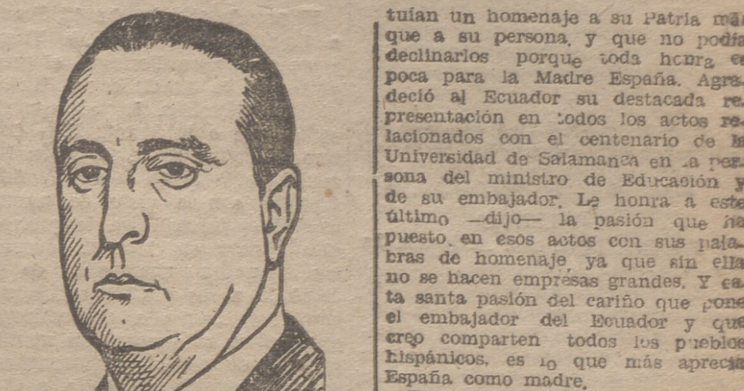 tuían un homenaje a su Patria más
que a su persona, y que no podía
declinarlos porque toda honra es
poca para la Madre España. Agra-
deció al Ecuador su destacada re-
presentación en todos los actos re-
lacionados con el centenario de la
Universidad de Salamanca en la per-
sona del ministro de Educación y
de su embajador. Le honra a este
último —dijo— la pasión que ha
puesto en esos actos con sus pala-
bras de homenaje, ya que sin ella
no se hacen empresas grandes. Y es-
ta santa pasión del cariño que pone
el embajador del Ecuador y que
creo comparten todos los pueblos
hispánicos, es lo que más aprecia
España como madre.